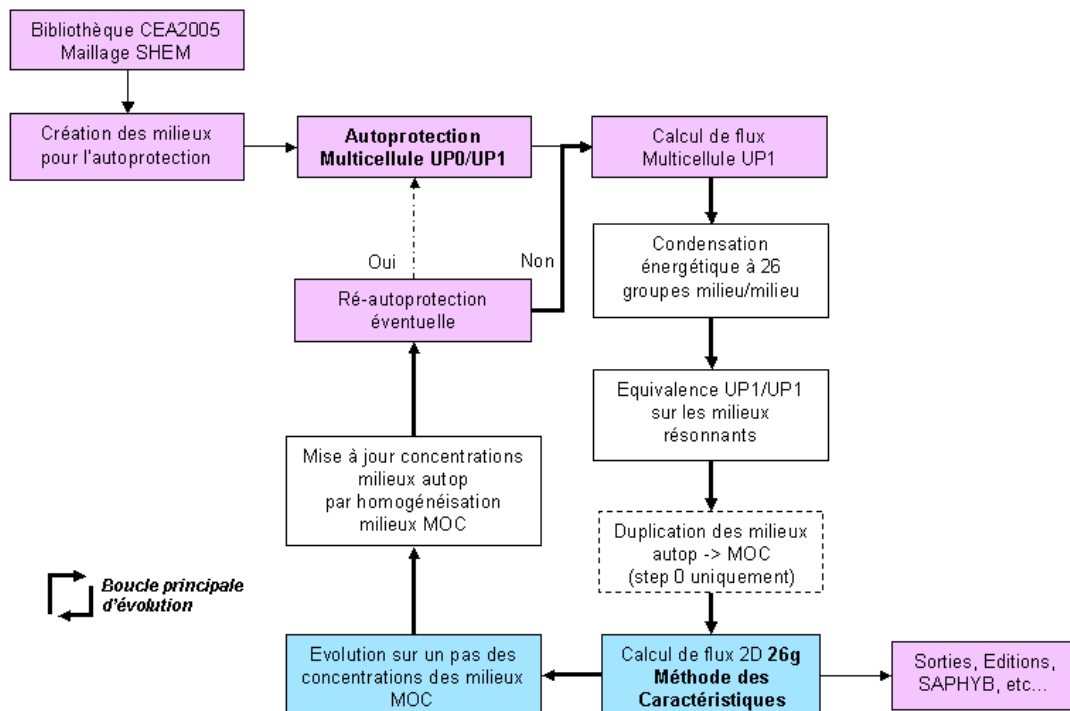 Bibliothèque CEA2005
Maillage SHEM
Création des milieux
pour l'autoprotection
Autoprotection
Multicellule UP0/UP1
Calcul de flux
Multicellule UP1
Oui
Non
Condensation
énergétique à 26
groupes milieu/milieu
Ré-autoprotection
éventuelle
Equivalence UP1/UP1
sur les milieux
résonnants
Mise à jour concentrations
milieux autop
par homogénéisation
milieux MOC
Duplication des milieux
autop -> MOC
(step 0 uniquement)
Boucle principale
d'évolution
Evolution sur un pas des
concentrations des milieux
MOC
Calcul de flux 2D 26g
Méthode des
Caractéristiques
Sorties, Editions,
SAPHYB, etc...